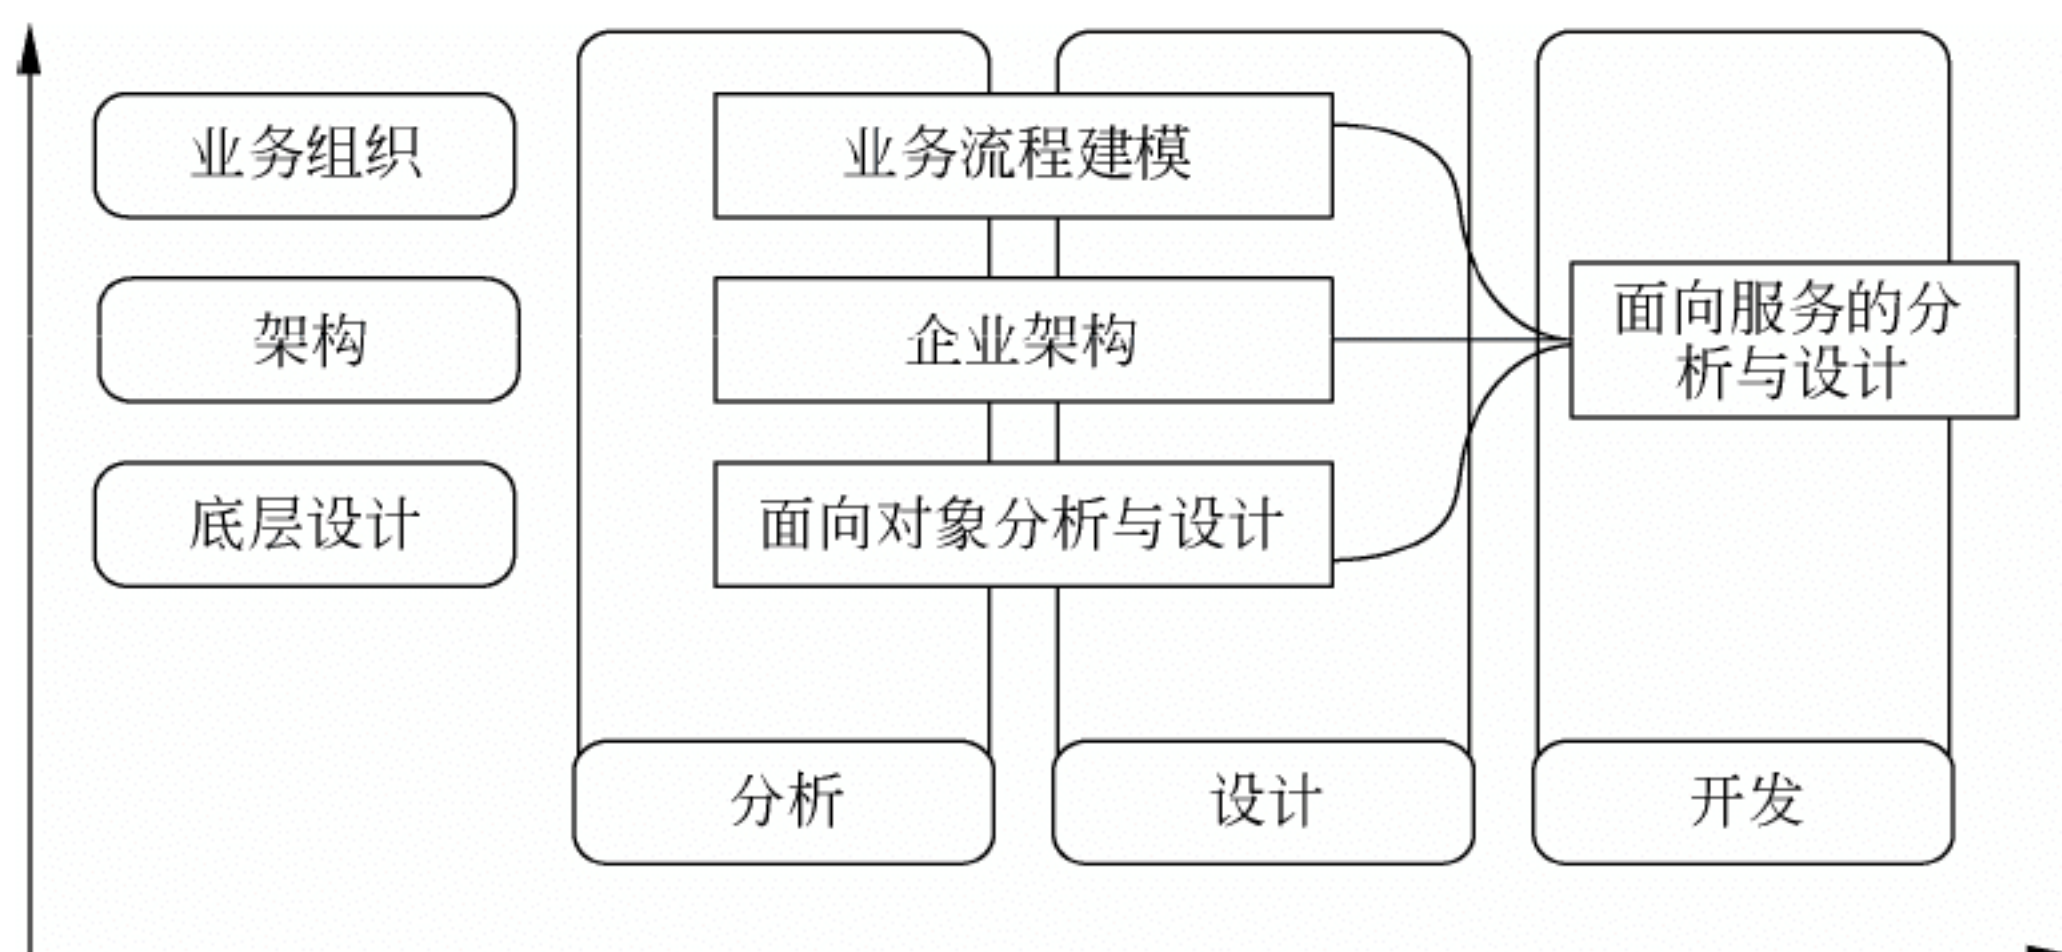 业务组织
业务流程建模
架构
企业架构
面向服务的分
析与设计
底层设计
面向对象分析与设计
分析
设计
开发